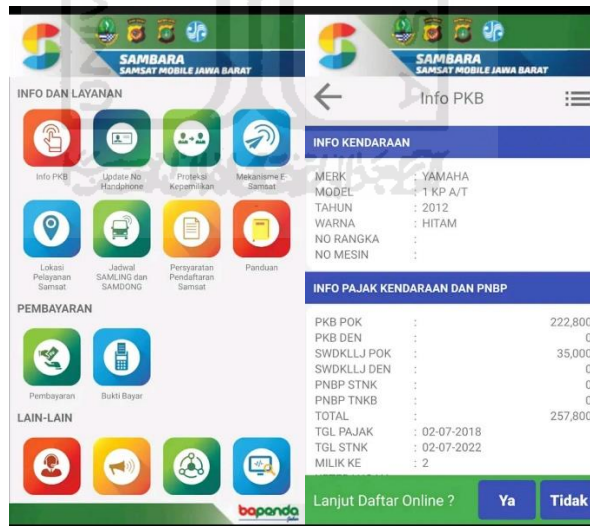 SAMBARA
SAMSAT MOBILE JAWA BARAT
INFO DAN LAYANAN
Info PKB
Update No
Handphone
Proteksi
Kepemilikan
Mekanisme E-
Samsat
Lokasi
Pelayanan
Samsat
Jadwal
SAMLING dan
SAMDONG
Persyaratan
Pendaftaran
Samsat
Panduan
PEMBAYARAN
Pembayaran
Bukti Bayar
LAIN-LAIN
bapenda
SAMBARA
SAMSAT MOBILE JAWA BARAT
Info PKB
INFO KENDARAAN
MERK : YAMAHA
MODEL : 1 KP A/T
TAHUN : 2012
WARNA : HITAM
NO RANGKA :
NO MESIN :
INFO PAJAK KENDARAAN DAN PNBP
PKB POK : 222,800
PKB DEN : 0
SWDKLLJ POK : 35,000
SWDKLLJ DEN : 0
PNBP STNK : 0
PNBP TNKB : 0
TOTAL : 257,800
TGL PAJAK : 02-07-2018
TGL STNK : 02-07-2022
MILIK KE : 2
Lanjut Daftar Online ? Ya Tidak